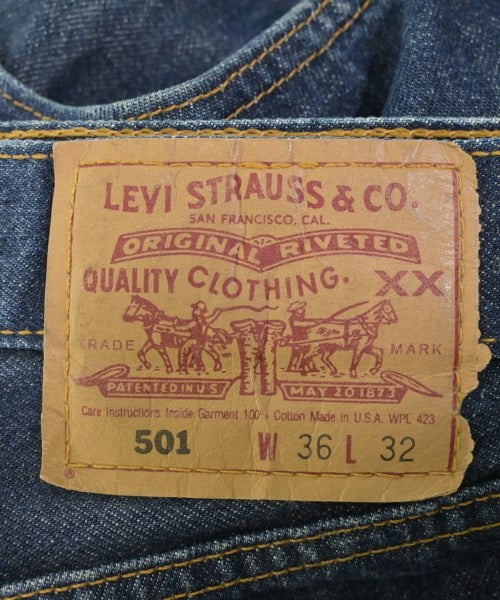 LEVI STRAUSS & CO.
SAN FRANCISCO, CAL.
ORIGINAL RIVETED
QUALITY CLOTHING. XX
TRADE MARK
PATENTED IN U.S. MAY 20 1873
Care Instructions Inside Garment 100% Cotton Made in U.S.A. WPL 423
501 W 36 L 32
®